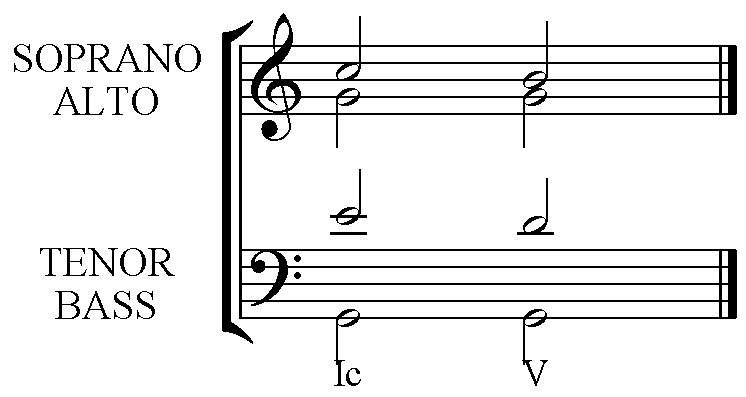 SOPRANO
ALTO
TENOR
BASS
Ic V